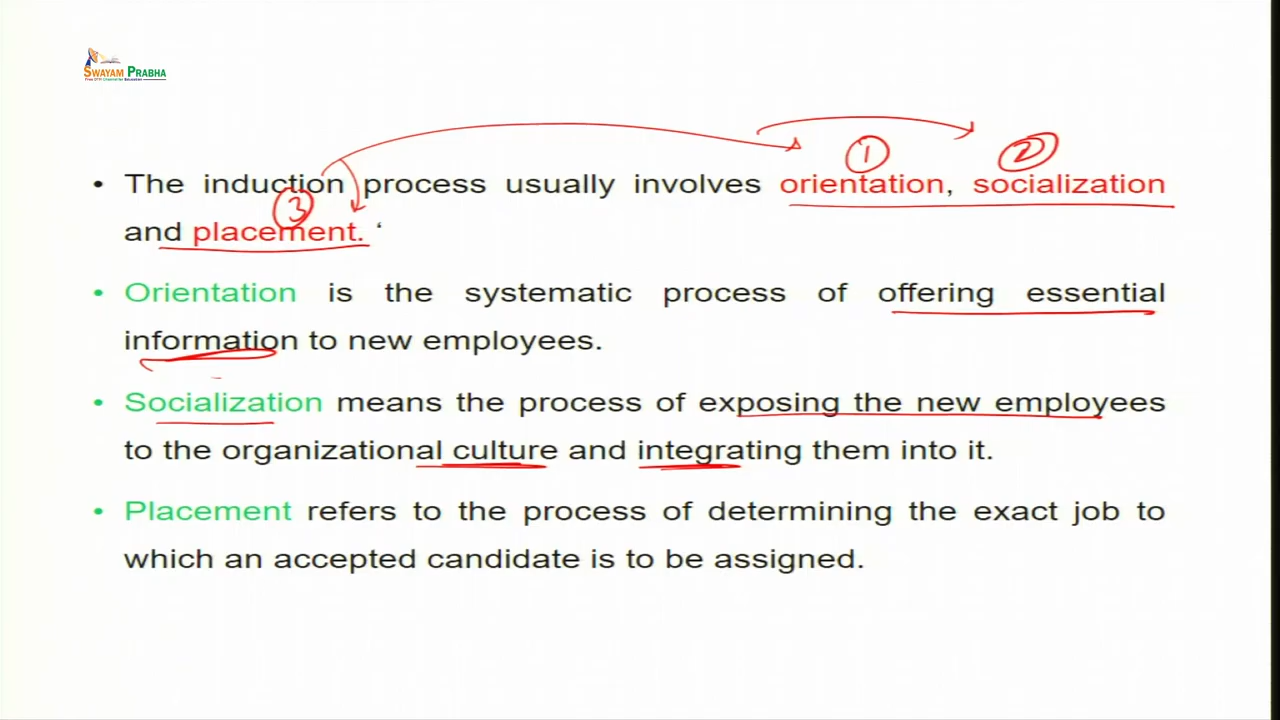 SWAYAM PRABHA
1
2
• The induction process usually involves orientation, socialization
3
and placement.
• Orientation is the systematic process of offering essential
information to new employees.
• Socialization means the process of exposing the new employees
to the organizational culture and integrating them into it.
• Placement refers to the process of determining the exact job to
which an accepted candidate is to be assigned.